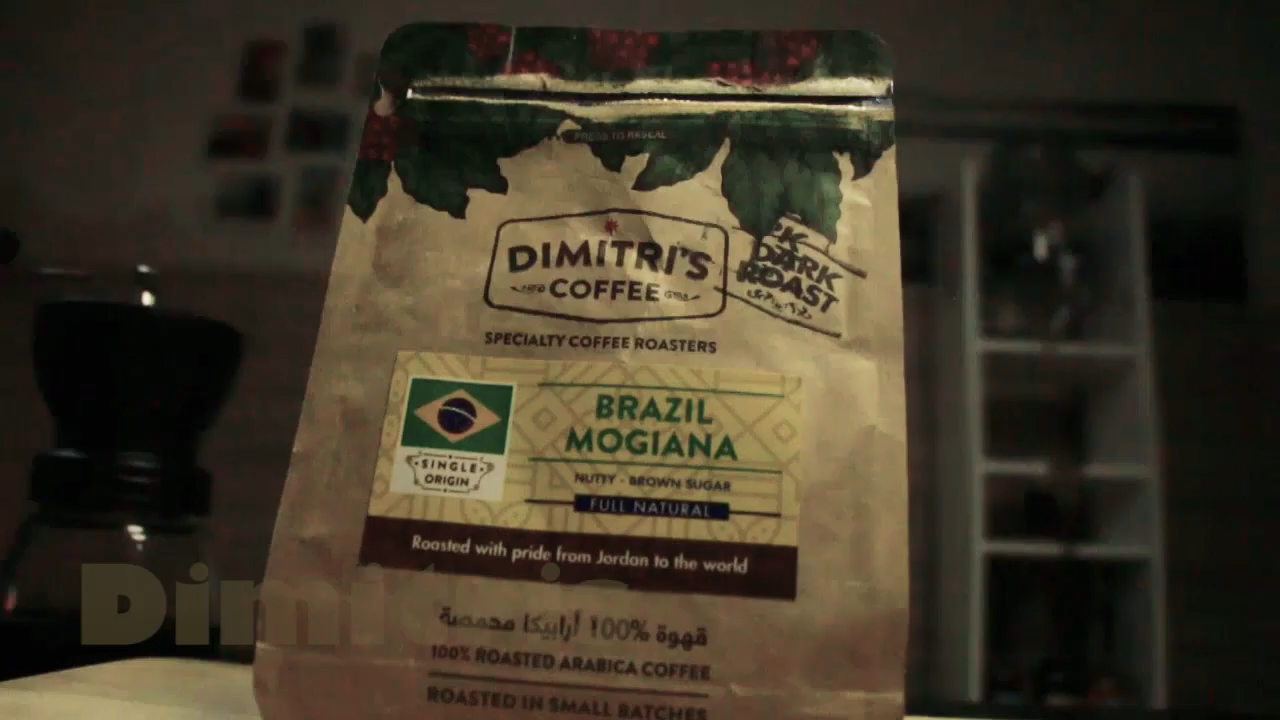 PRESS TO RESEAL
DIMITRI'S
COFFEE
DARK
ROAST
SPECIALTY COFFEE ROASTERS
SINGLE
ORIGIN
BRAZIL
MOGIANA
NUTTY - BROWN SUGAR
FULL NATURAL
Roasted with pride from Jordan to the world
قهوة 100% أرابيكا محمصة
100% ROASTED ARABICA COFFEE
ROASTED IN SMALL BATCHES